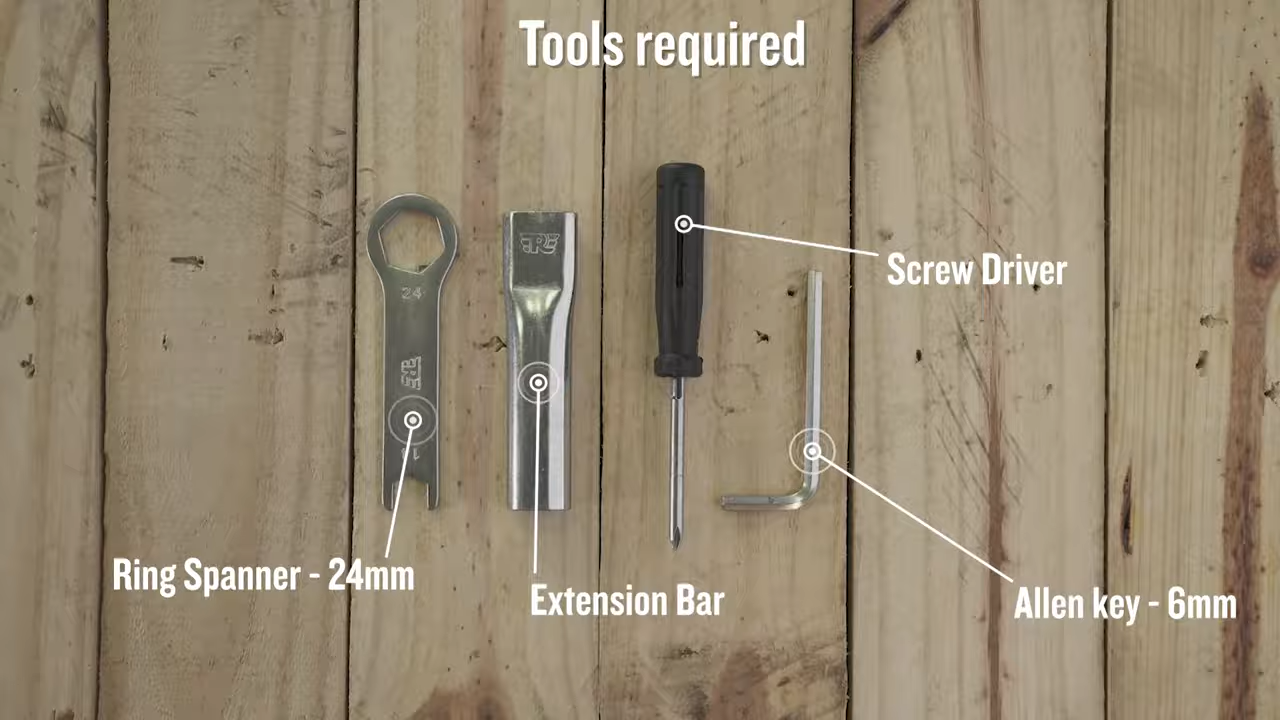 Tools required
24
Screw Driver
Ring Spanner - 24mm
Extension Bar
Allen key - 6mm